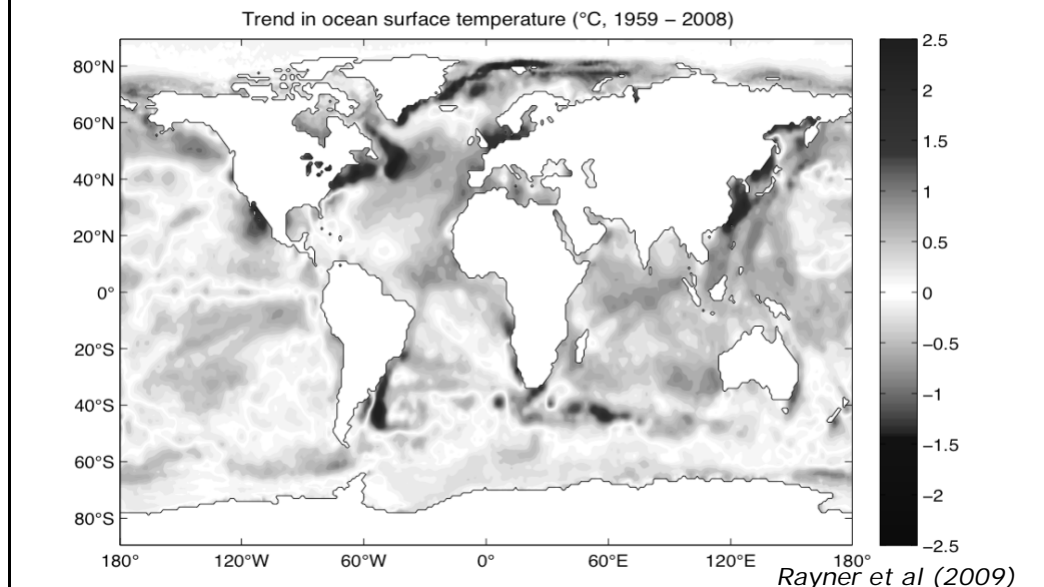 Trend in ocean surface temperature (°C, 1959 – 2008)
80°N
60°N
40°N
20°N
0°
20°S
40°S
60°S
80°S
180°
120°W
60°W
0°
60°E
120°E
180°
2.5
2
1.5
1
0.5
0
−0.5
−1
−1.5
−2
−2.5
Rayner et al (2009)